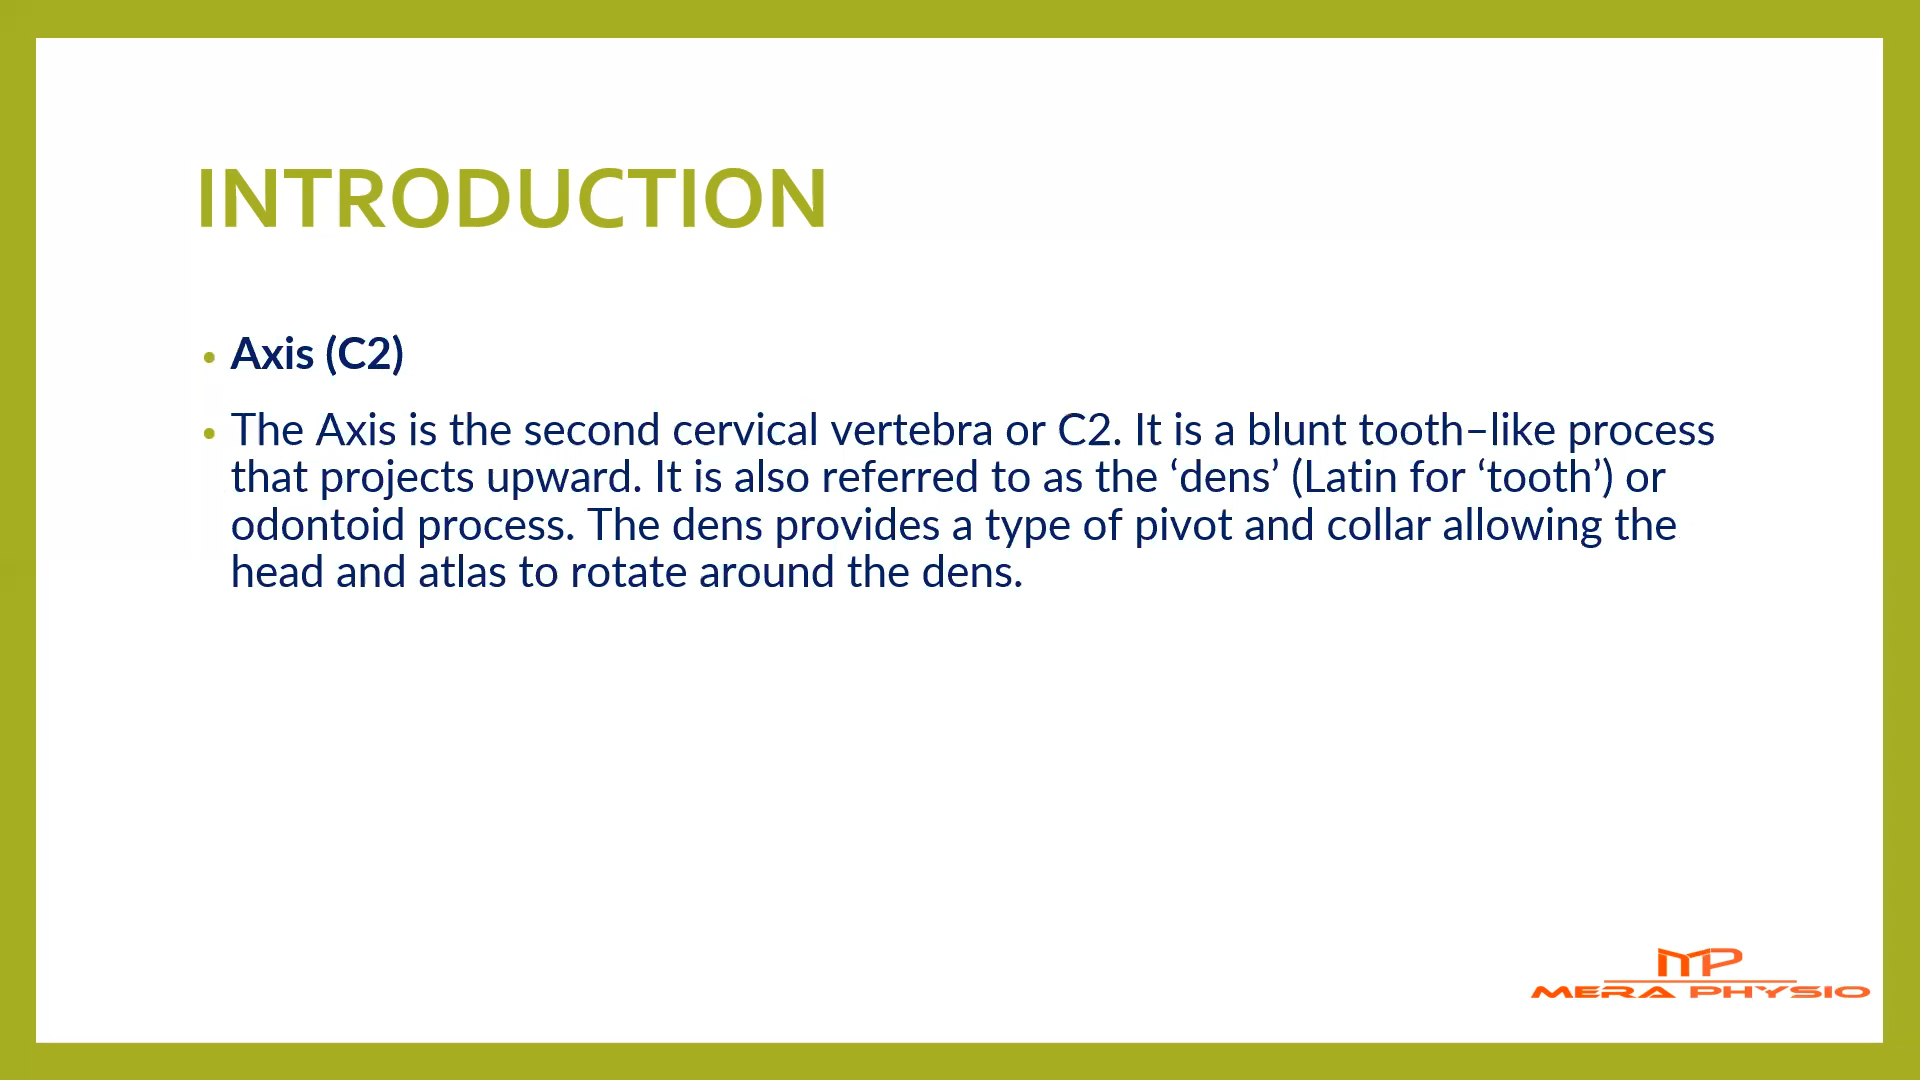 INTRODUCTION
• Axis (C2)
• The Axis is the second cervical vertebra or C2. It is a blunt tooth–like process
that projects upward. It is also referred to as the ‘dens’ (Latin for ‘tooth’) or
odontoid process. The dens provides a type of pivot and collar allowing the
head and atlas to rotate around the dens.
MP
MERA PHYSIO